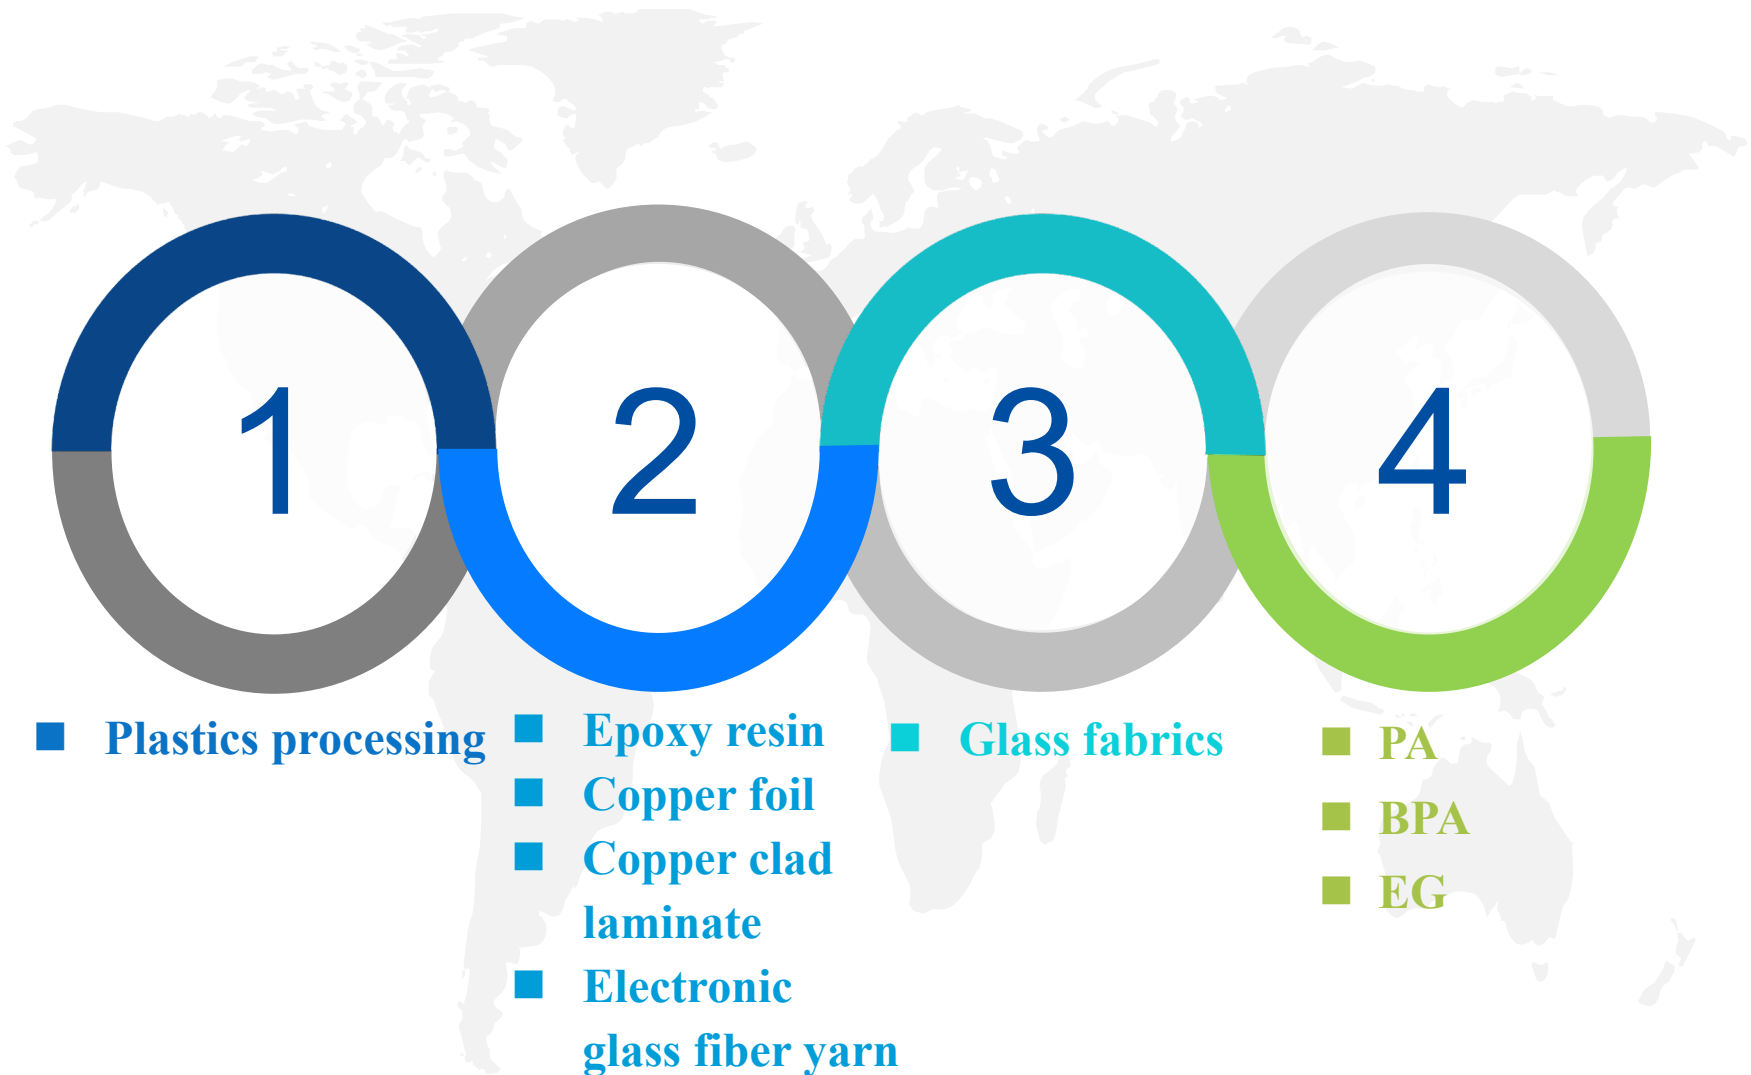 1
2
3
4
Plastics processing
Epoxy resin
Copper foil
Copper clad
laminate
Electronic
glass fiber yarn
Glass fabrics
PA
BPA
EG